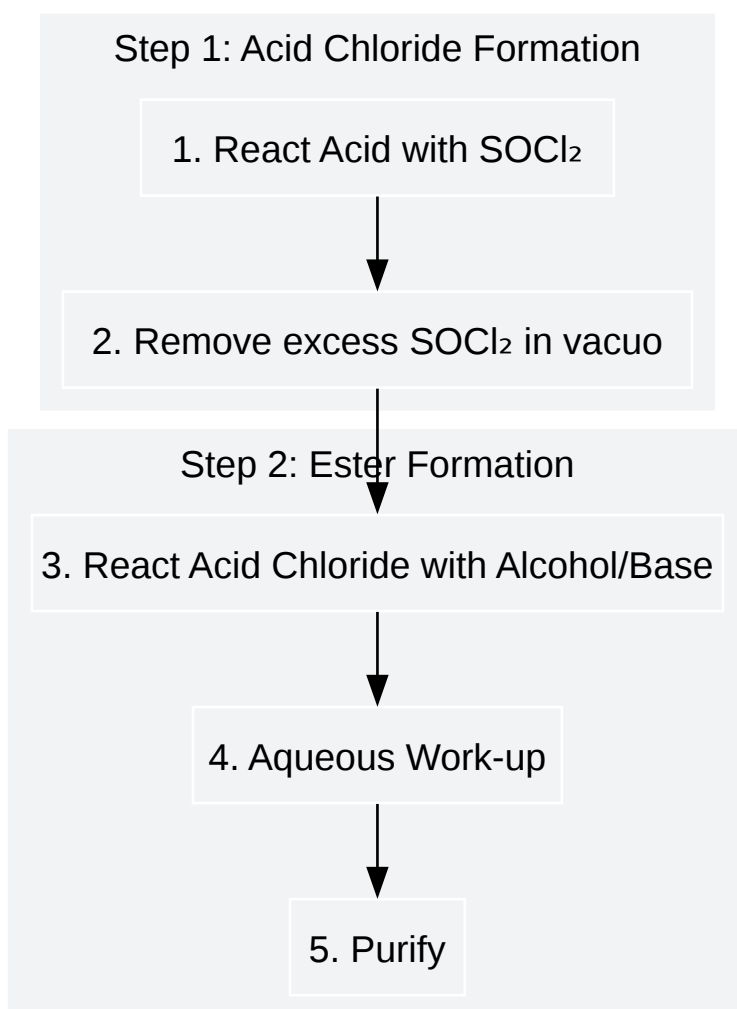 Step 1: Acid Chloride Formation
1. React Acid with SOCl₂
2. Remove excess SOCl₂ in vacuo
Step 2: Ester Formation
3. React Acid Chloride with Alcohol/Base
4. Aqueous Work-up
5. Purify